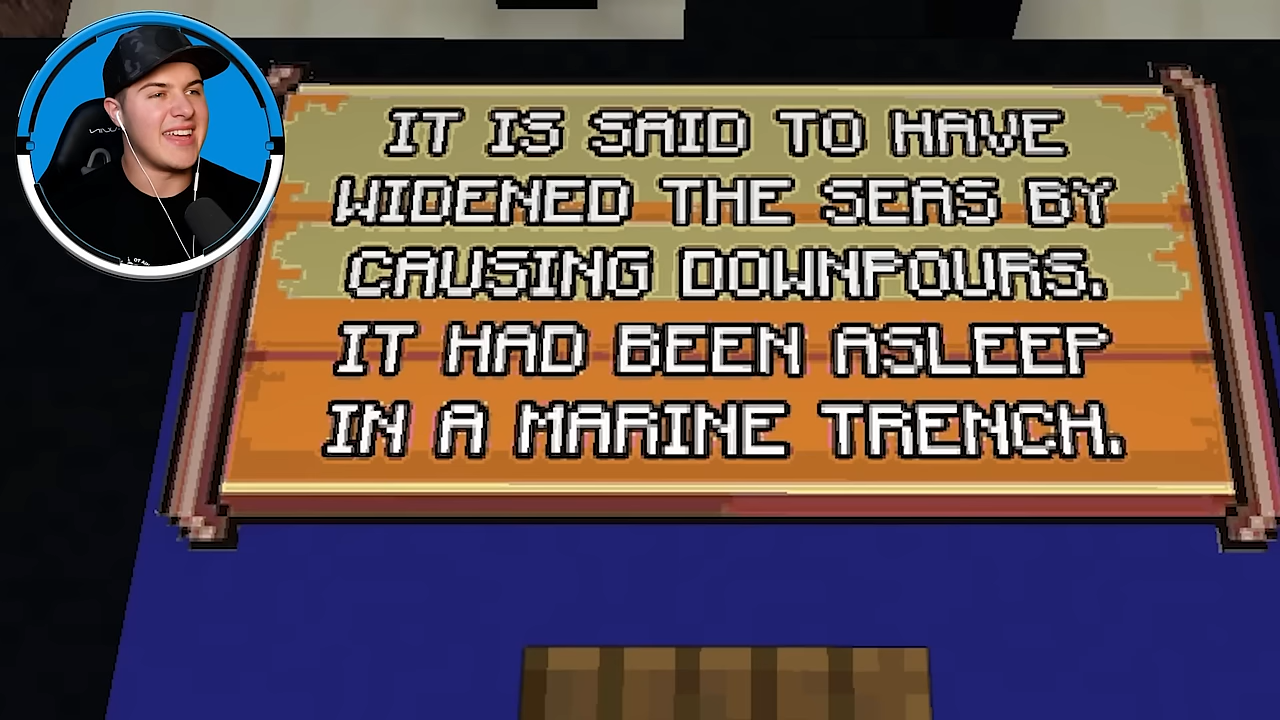 IT IS SAID TO HAVE
WIDENED THE SEAS BY
CAUSING DOWNPOURS.
IT HAD BEEN ASLEEP
IN A MARINE TRENCH.